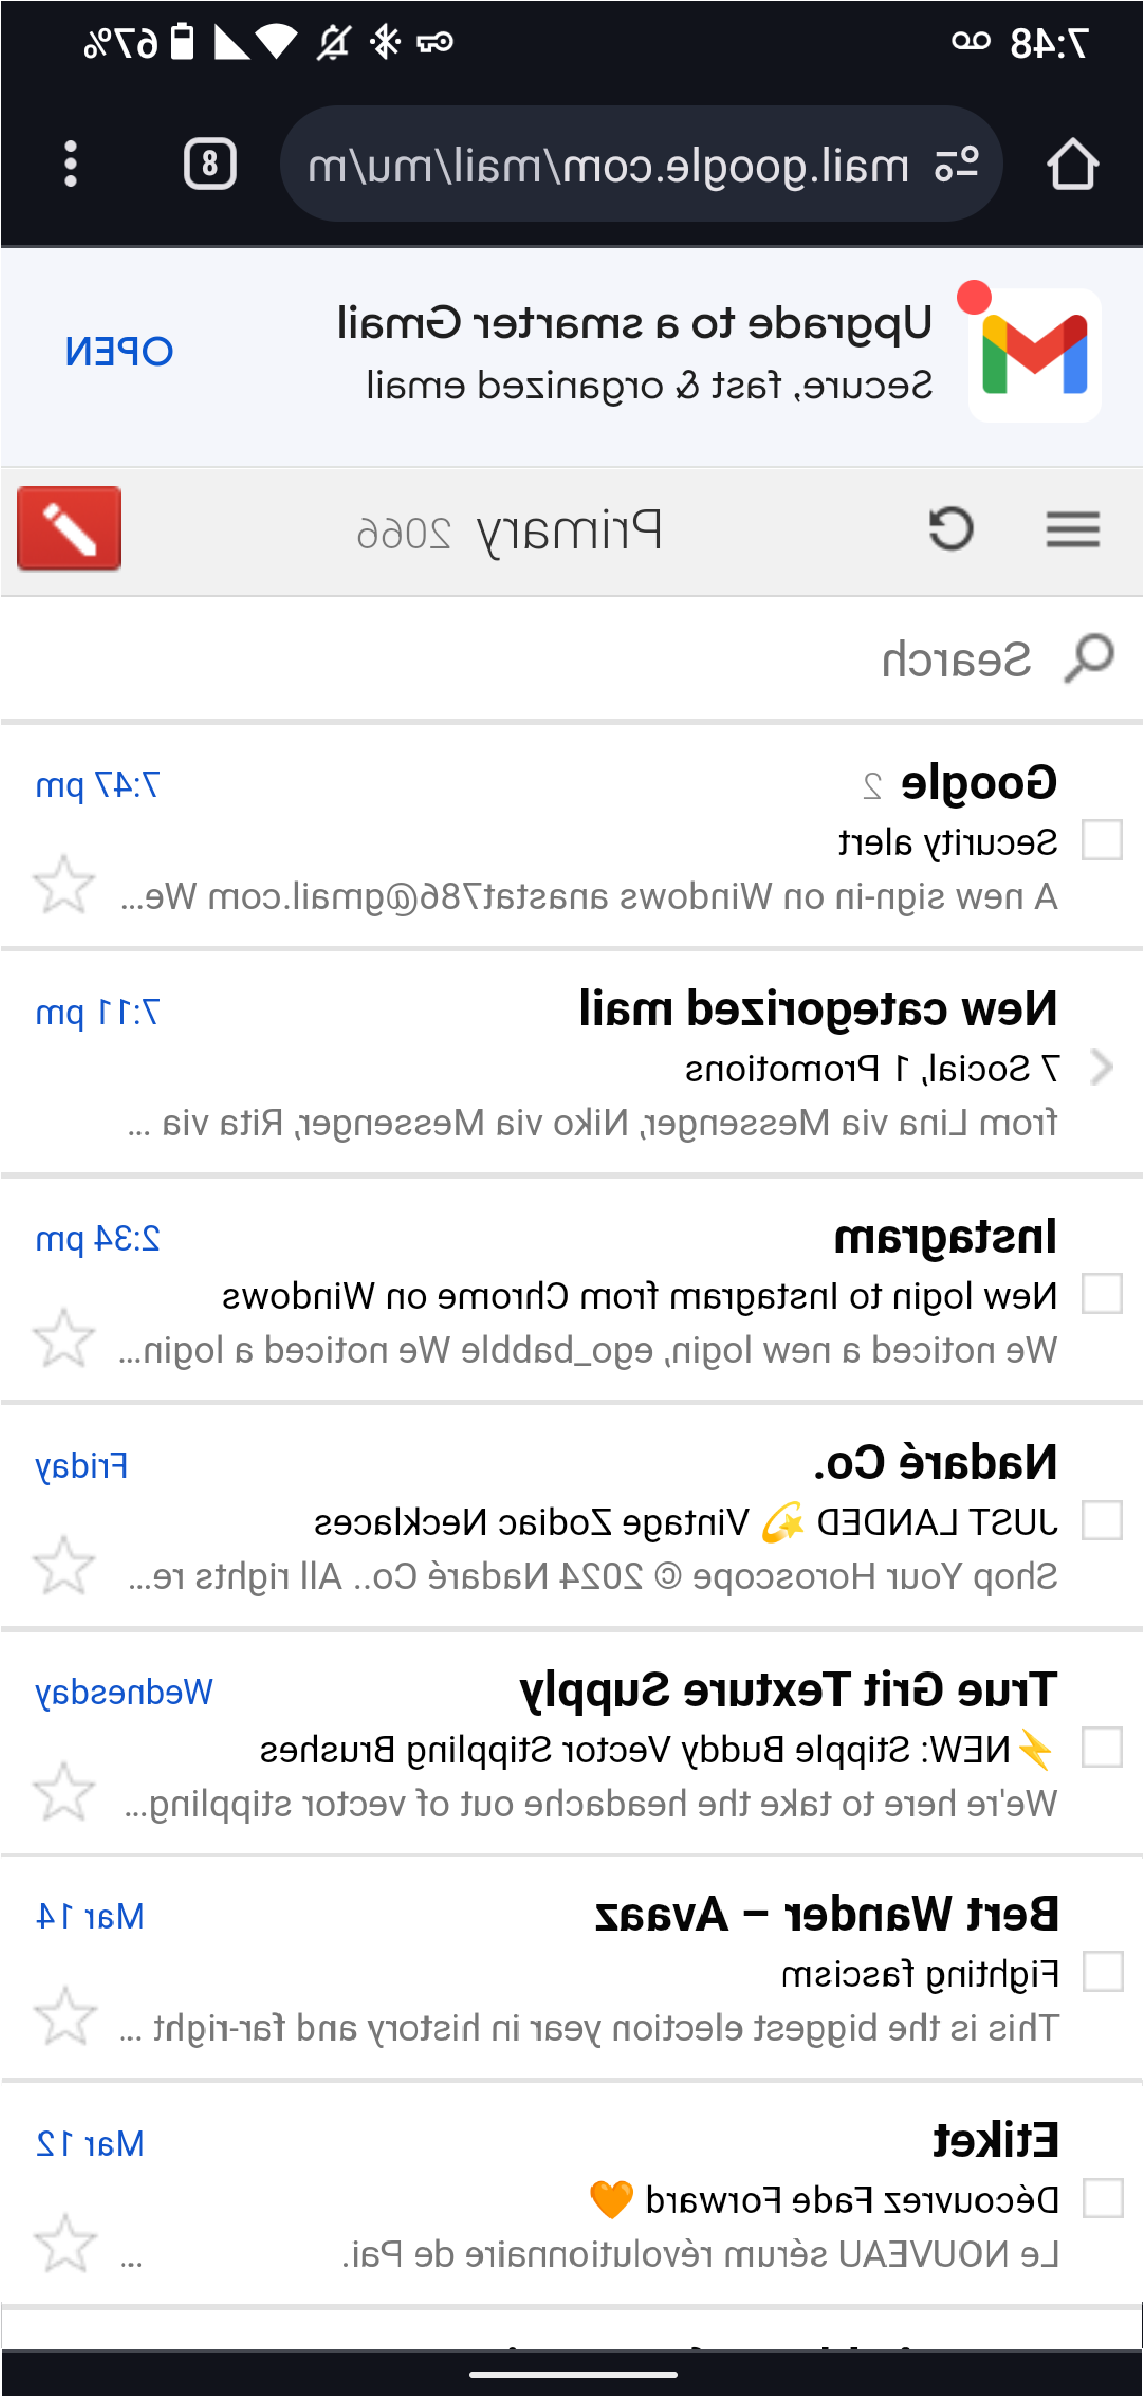 7:48 67%
mail.google.com/mail/mu/m 8
Upgrade to a smarter Gmail
Secure, fast & organized email
OPEN
Primary 2066
Search
Google 2 7:47 pm
Security alert
A new sign-in on Windows anastat786@gmail.com We...
New categorized mail 7:11 pm
7 Social, 1 Promotions
from Lina via Messenger, Niko via Messenger, Rita via ...
Instagram 2:34 pm
New login to Instagram from Chrome on Windows
We noticed a new login, ego_babble We noticed a login...
Nadaré Co. Friday
JUST LANDED 💫 Vintage Zodiac Necklaces
Shop Your Horoscope © 2024 Nadaré Co.. All rights re...
True Grit Texture Supply Wednesday
⚡NEW: Stipple Buddy Vector Stippling Brushes
We're here to take the headache out of vector stippling...
Bert Wander – Avaaz Mar 14
Fighting fascism
This is the biggest election year in history and far-right ...
Etiket Mar 12
Découvrez Fade Forward 🧡
Le NOUVEAU sérum révolutionnaire de Pai. ...